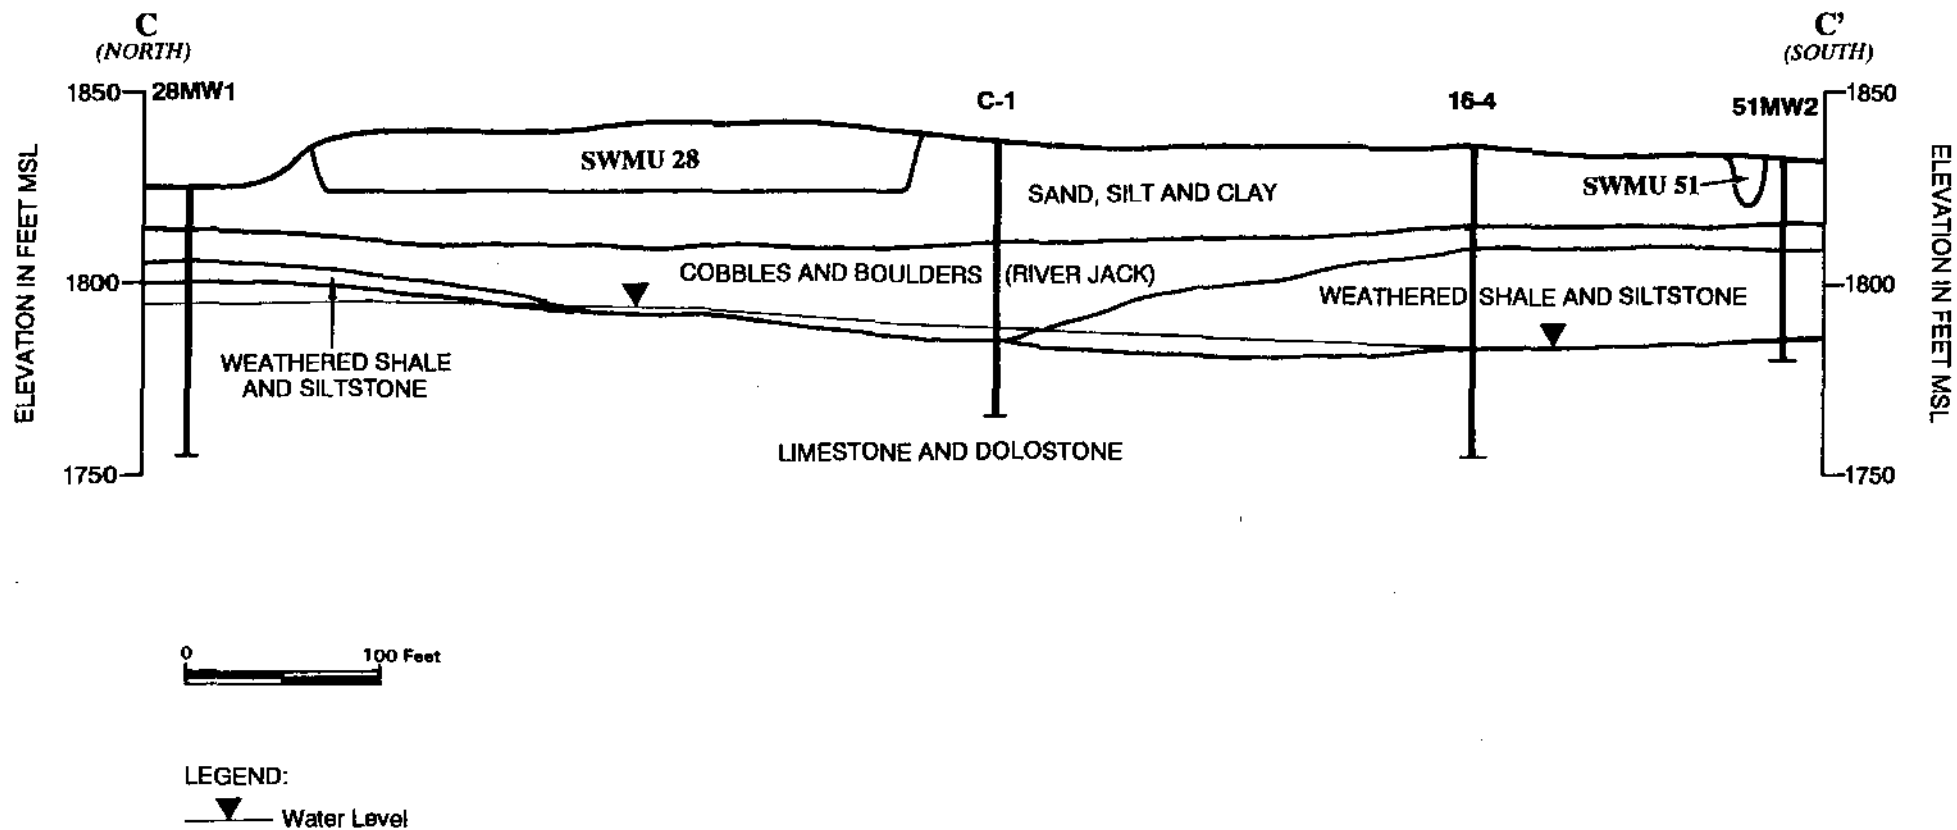 C
(NORTH)
C'
(SOUTH)
1850
28MW1
C-1
16-4
51MW2
1850
SWMU 28
SAND, SILT AND CLAY
SWMU 51
ELEVATION IN FEET MSL
ELEVATION IN FEET MSL
1800
COBBLES AND BOULDERS (RIVER JACK)
WEATHERED SHALE AND SILTSTONE
1800
WEATHERED SHALE
AND SILTSTONE
LIMESTONE AND DOLOSTONE
1750
1750
0
100 Feet
LEGEND:
Water Level